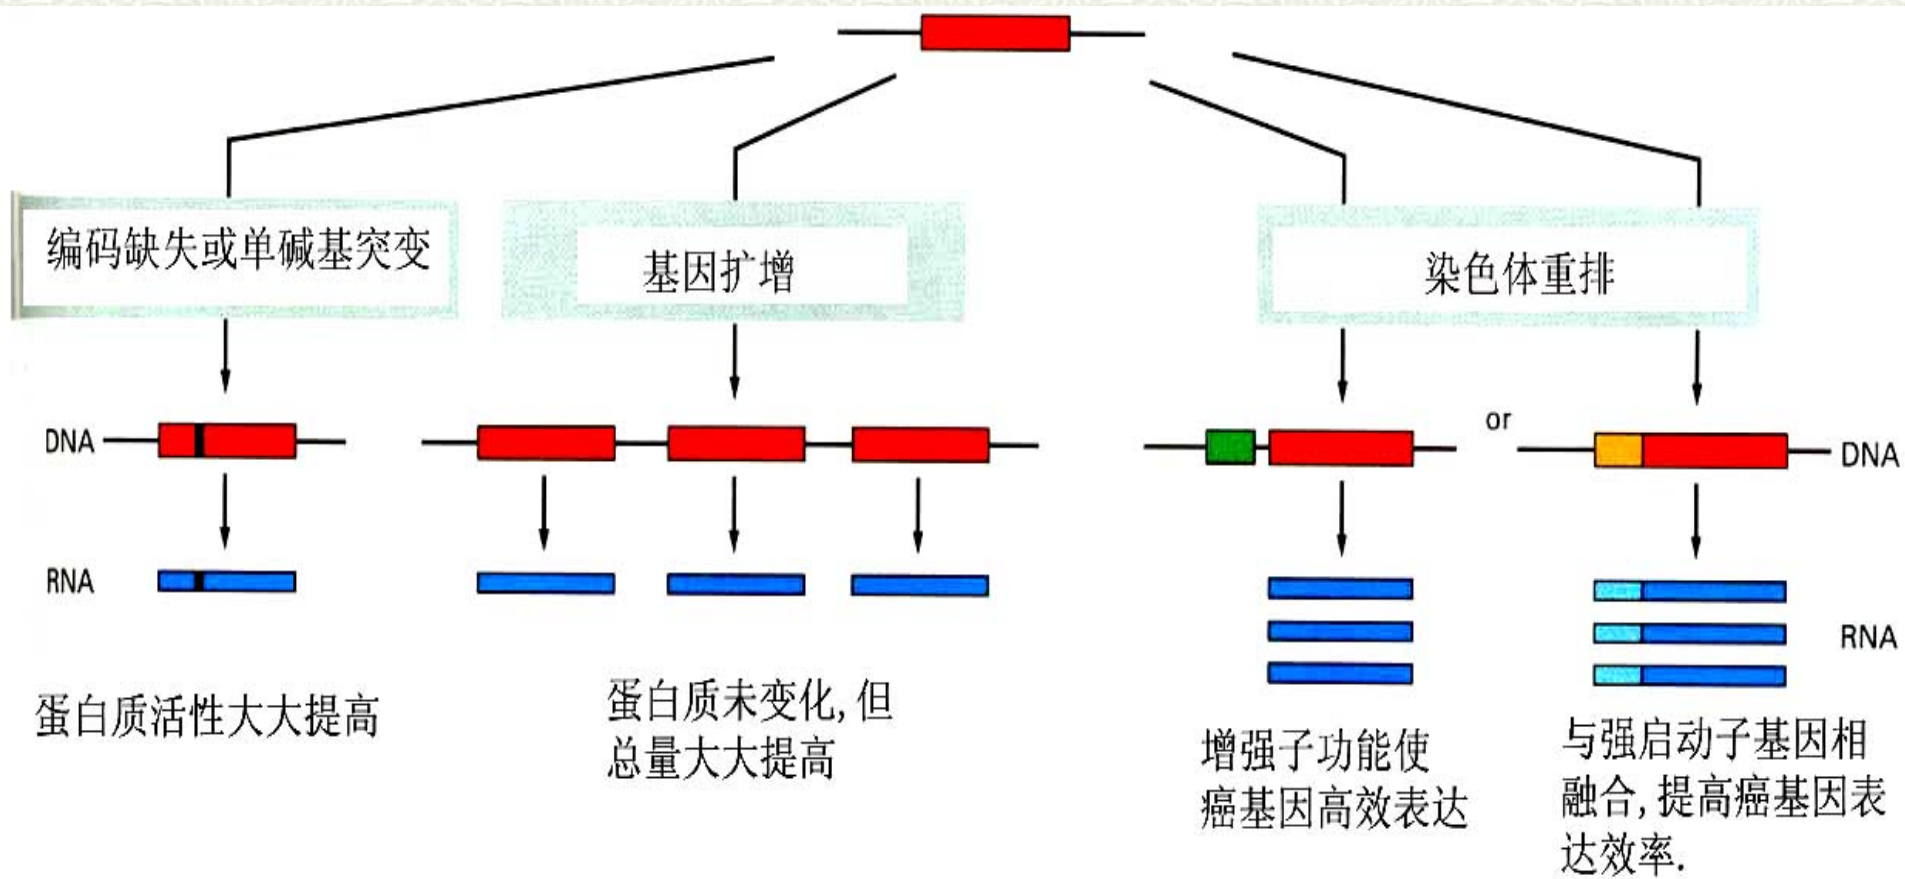 编码缺失或单碱基突变
基因扩增
染色体重排
DNA
or
DNA
RNA
RNA
蛋白质活性大大提高
蛋白质未变化, 但
总量大大提高
增强子功能使
癌基因高效表达
与强启动子基因相
融合, 提高癌基因表
达效率.